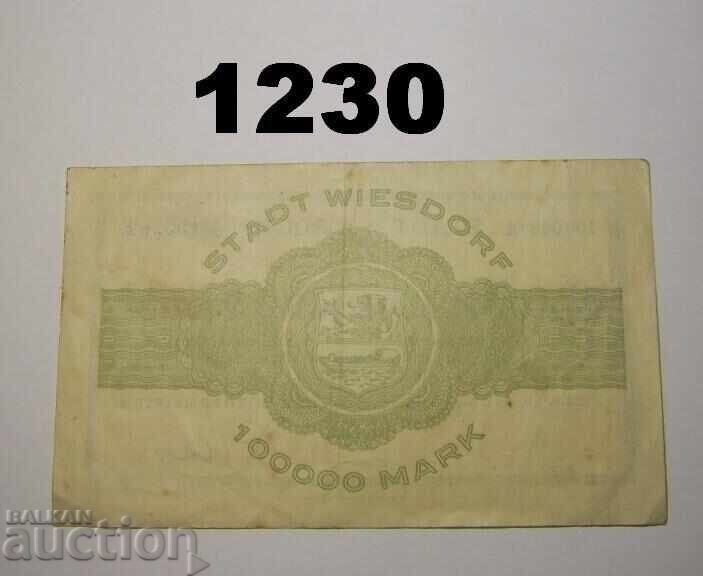 1230
STADT WIESDORF
100000 MARK
BALKAN
auction